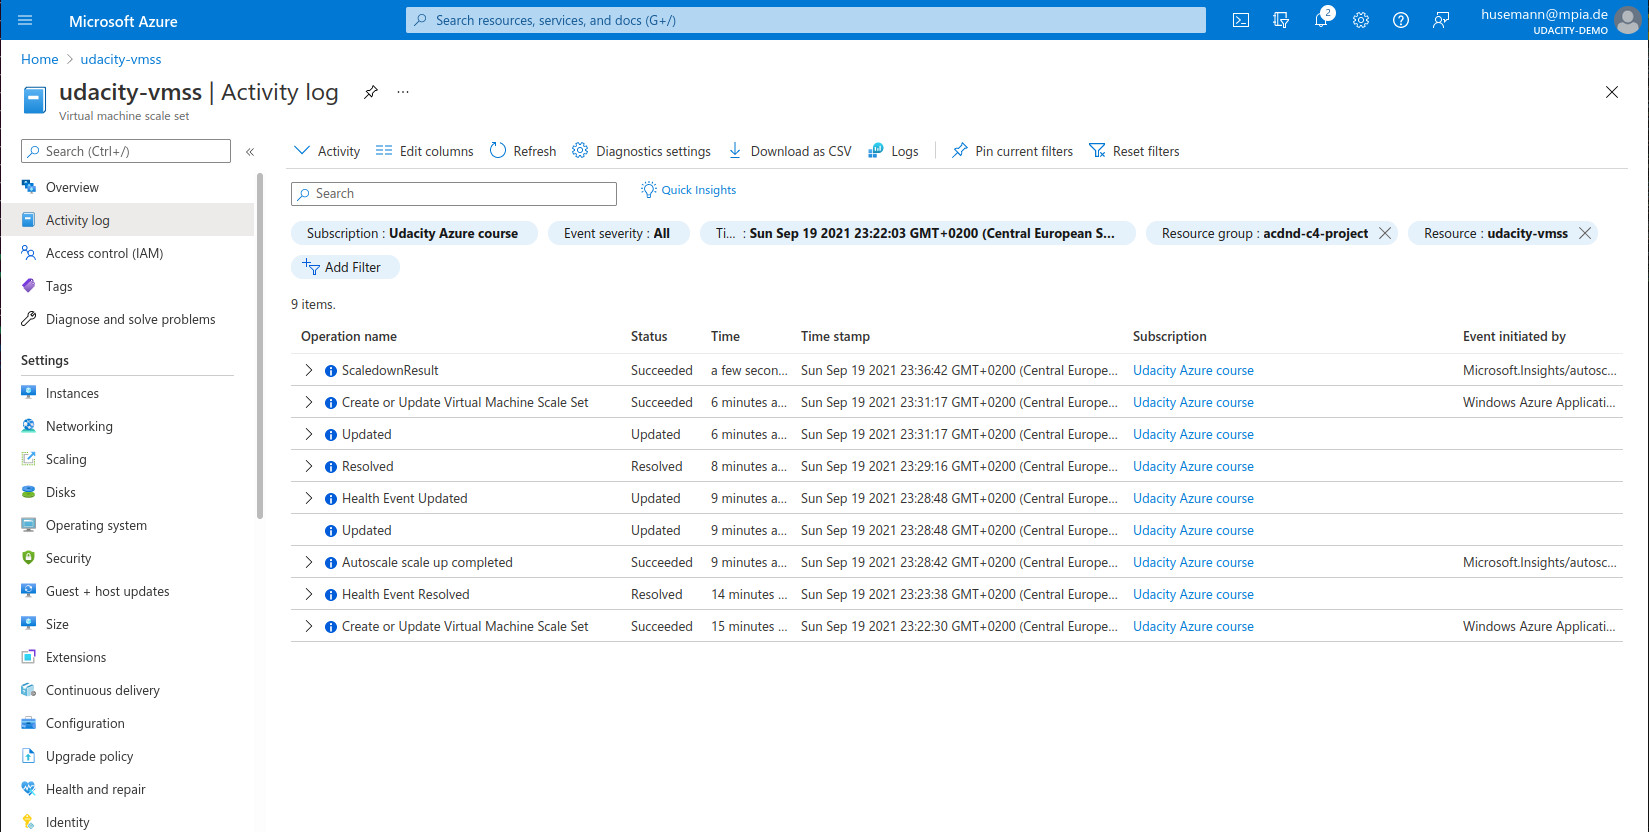 Microsoft Azure
Search resources, services, and docs (G+/)
2
husemann@mpia.de
UDACITY-DEMO
Home > udacity-vmss
udacity-vmss | Activity log
...
Virtual machine scale set
Search (Ctrl+/)
«
Activity
Edit columns
Refresh
Diagnostics settings
Download as CSV
Logs
Pin current filters
Reset filters
Overview
Activity log
Access control (IAM)
Tags
Diagnose and solve problems
Settings
Instances
Networking
Scaling
Disks
Operating system
Security
Guest + host updates
Size
Extensions
Continuous delivery
Configuration
Upgrade policy
Health and repair
Identity
Search
Quick Insights
Subscription : Udacity Azure course
Event severity : All
Ti... : Sun Sep 19 2021 23:22:03 GMT+0200 (Central European S...
Resource group : acdnd-c4-project
Resource : udacity-vmss
Add Filter
9 items.
Operation name Status Time Time stamp Subscription Event initiated by
ScaledownResult Succeeded a few secon... Sun Sep 19 2021 23:36:42 GMT+0200 (Central Europe... Udacity Azure course Microsoft.Insights/autosc...
Create or Update Virtual Machine Scale Set Succeeded 6 minutes a... Sun Sep 19 2021 23:31:17 GMT+0200 (Central Europe... Udacity Azure course Windows Azure Applicati...
Updated Updated 6 minutes a... Sun Sep 19 2021 23:31:17 GMT+0200 (Central Europe... Udacity Azure course
Resolved Resolved 8 minutes a... Sun Sep 19 2021 23:29:16 GMT+0200 (Central Europe... Udacity Azure course
Health Event Updated Updated 9 minutes a... Sun Sep 19 2021 23:28:48 GMT+0200 (Central Europe... Udacity Azure course
Updated Updated 9 minutes a... Sun Sep 19 2021 23:28:48 GMT+0200 (Central Europe... Udacity Azure course
Autoscale scale up completed Succeeded 9 minutes a... Sun Sep 19 2021 23:28:42 GMT+0200 (Central Europe... Udacity Azure course Microsoft.Insights/autosc...
Health Event Resolved Resolved 14 minutes ... Sun Sep 19 2021 23:23:38 GMT+0200 (Central Europe... Udacity Azure course
Create or Update Virtual Machine Scale Set Succeeded 15 minutes ... Sun Sep 19 2021 23:22:30 GMT+0200 (Central Europe... Udacity Azure course Windows Azure Applicati...